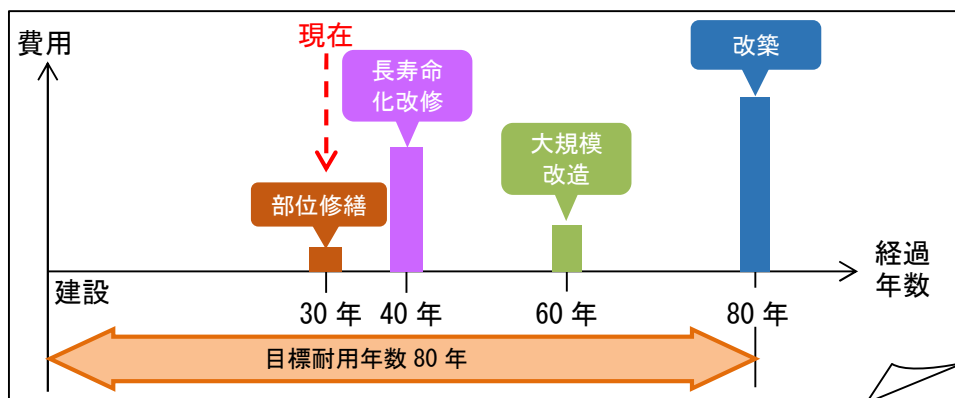 費用
現在
長寿命
化改修
改築
大規模
改造
部位修繕
経過
年数
建設
30 年
40 年
60 年
80 年
目標耐用年数 80 年